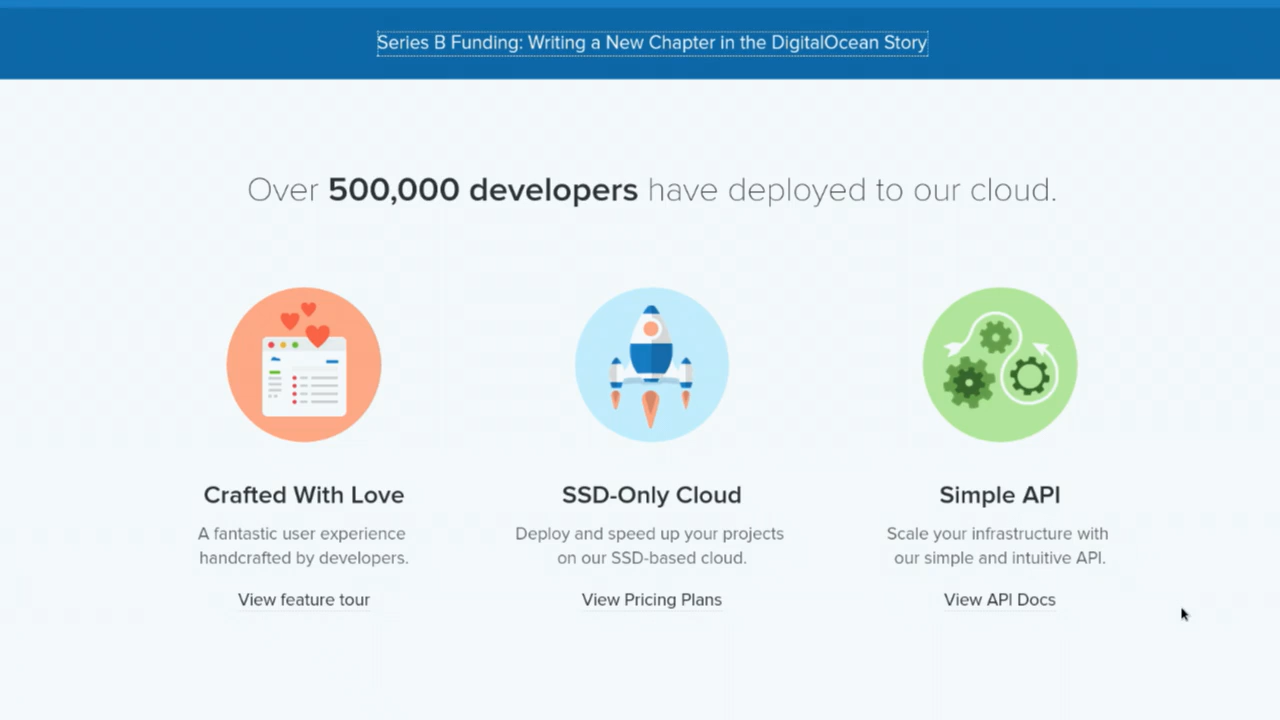 Series B Funding: Writing a New Chapter in the DigitalOcean Story
Over 500,000 developers have deployed to our cloud.
Crafted With Love
A fantastic user experience
handcrafted by developers.
View feature tour
SSD-Only Cloud
Deploy and speed up your projects
on our SSD-based cloud.
View Pricing Plans
Simple API
Scale your infrastructure with
our simple and intuitive API.
View API Docs